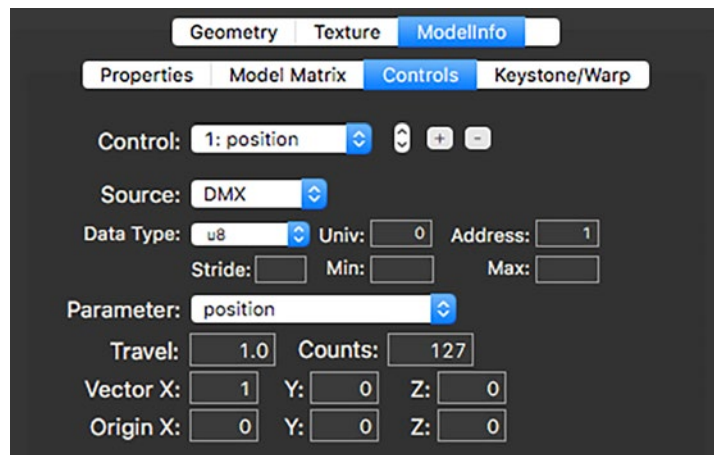 Geometry Texture ModelInfo
Properties Model Matrix Controls Keystone/Warp
Control: 1: position + -
Source: DMX
Data Type: u8 Univ: 0 Address: 1
Stride: Min: Max:
Parameter: position
Travel: 1.0 Counts: 127
Vector X: 1 Y: 0 Z: 0
Origin X: 0 Y: 0 Z: 0